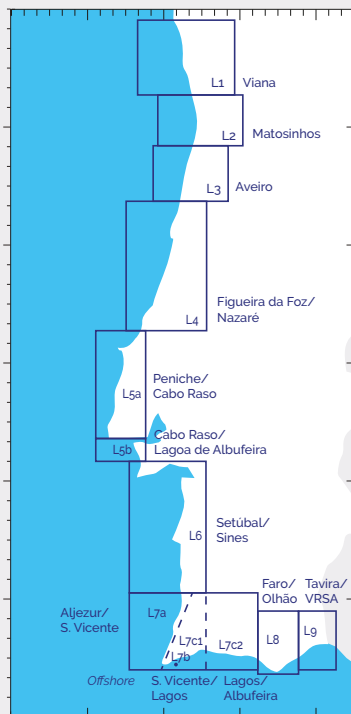 L1 Viana
L2 Matosinhos
L3 Aveiro
L4 Figueira da Foz/
Nazaré
L5a Peniche/
Cabo Raso
L5b Cabo Raso/
Lagoa de Albufeira
L6 Setúbal/
Sines
Faro/
Olhão
Tavira/
VRSA
Aljezur/
S. Vicente
L7a
L7c1
L7b
L7c2
L8
L9
Offshore
S. Vicente/
Lagos
Lagos/
Albufeira